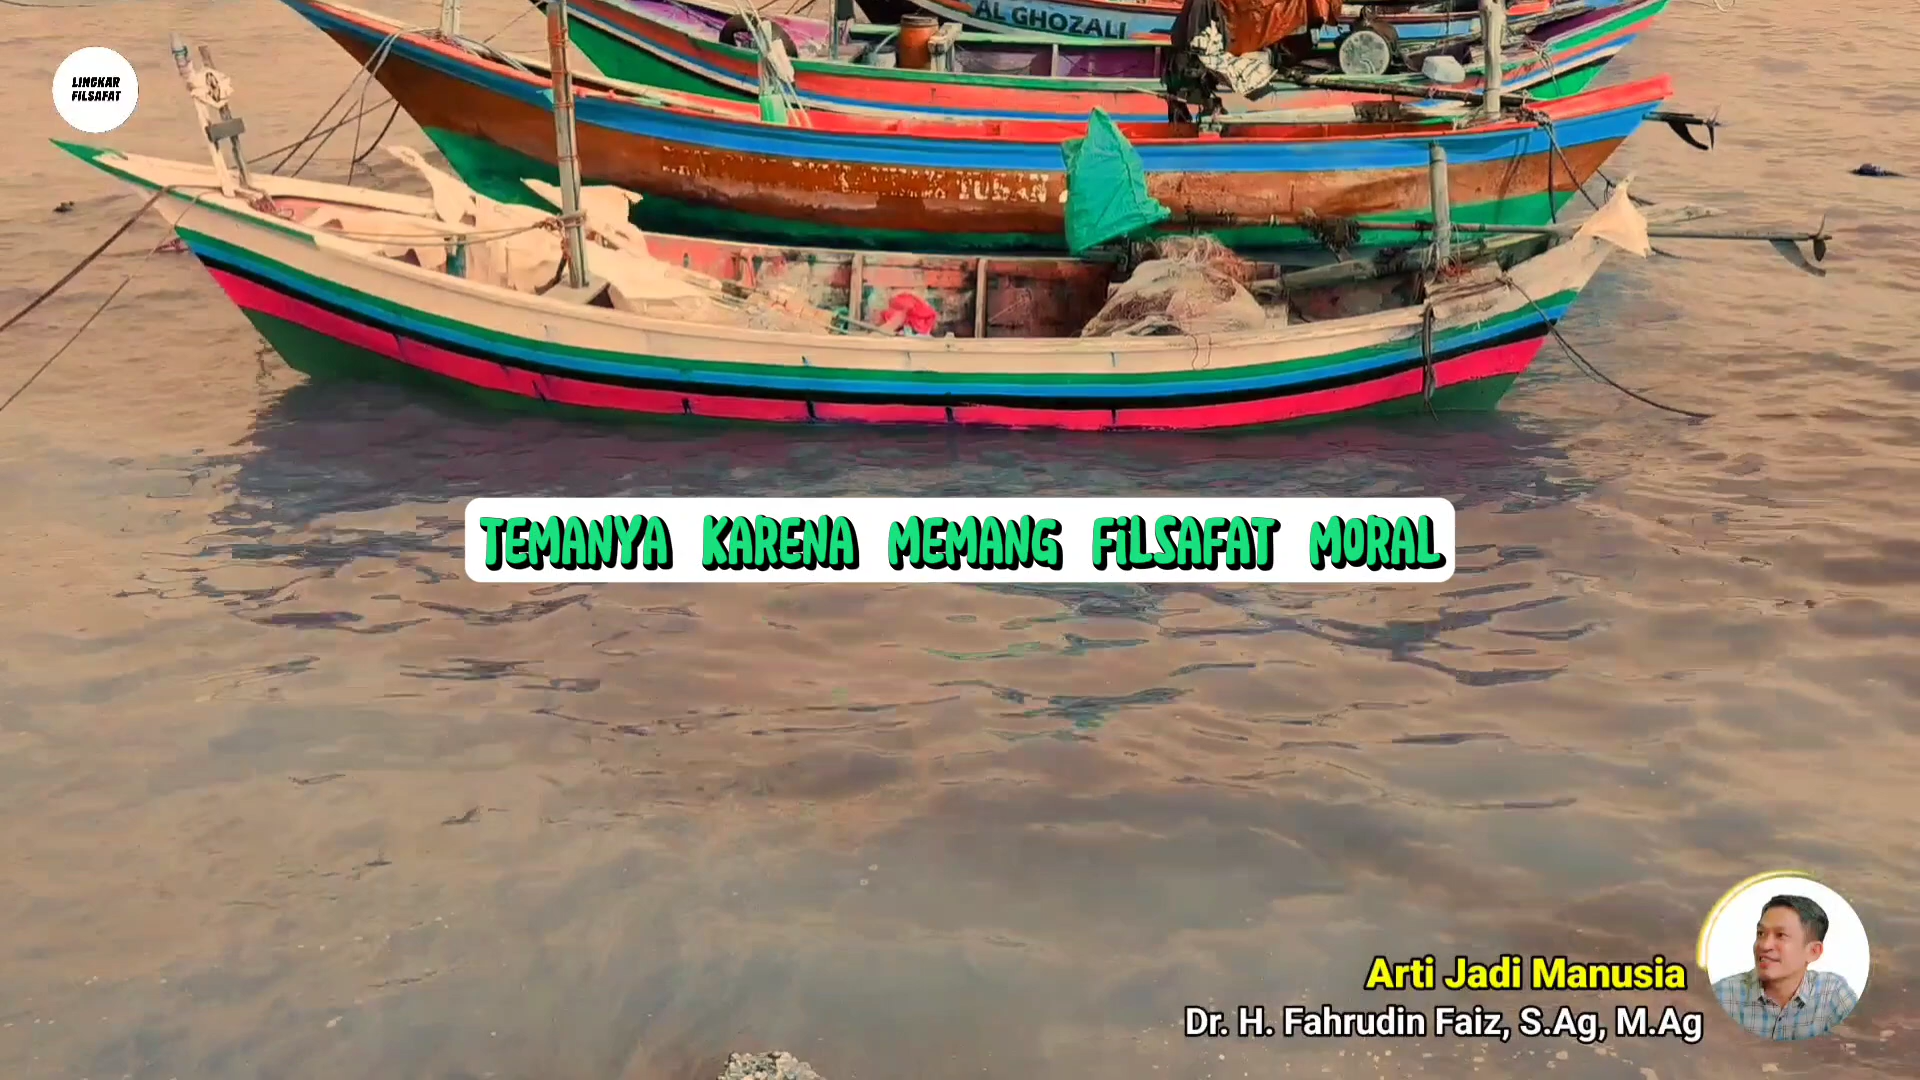 AL GHOZALI
LINGKAR
FILSAFAT
TEMANYA KARENA MEMANG FiLSAFAT MORAL
Arti Jadi Manusia
Dr. H. Fahrudin Faiz, S.Ag, M.Ag